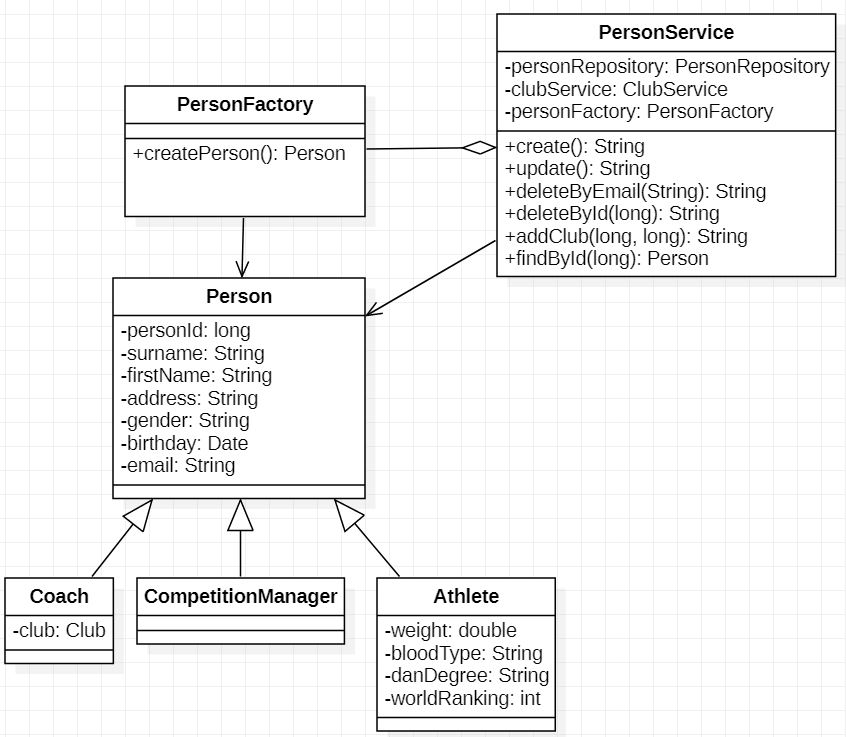 PersonService
-personRepository: PersonRepository
-clubService: ClubService
-personFactory: PersonFactory
+create(): String
+update(): String
+deleteByEmail(String): String
+deleteById(long): String
+addClub(long, long): String
+findById(long): Person
PersonFactory
+createPerson(): Person
Person
-personId: long
-surname: String
-firstName: String
-address: String
-gender: String
-birthday: Date
-email: String
Coach
-club: Club
CompetitionManager
Athlete
-weight: double
-bloodType: String
-danDegree: String
-worldRanking: int